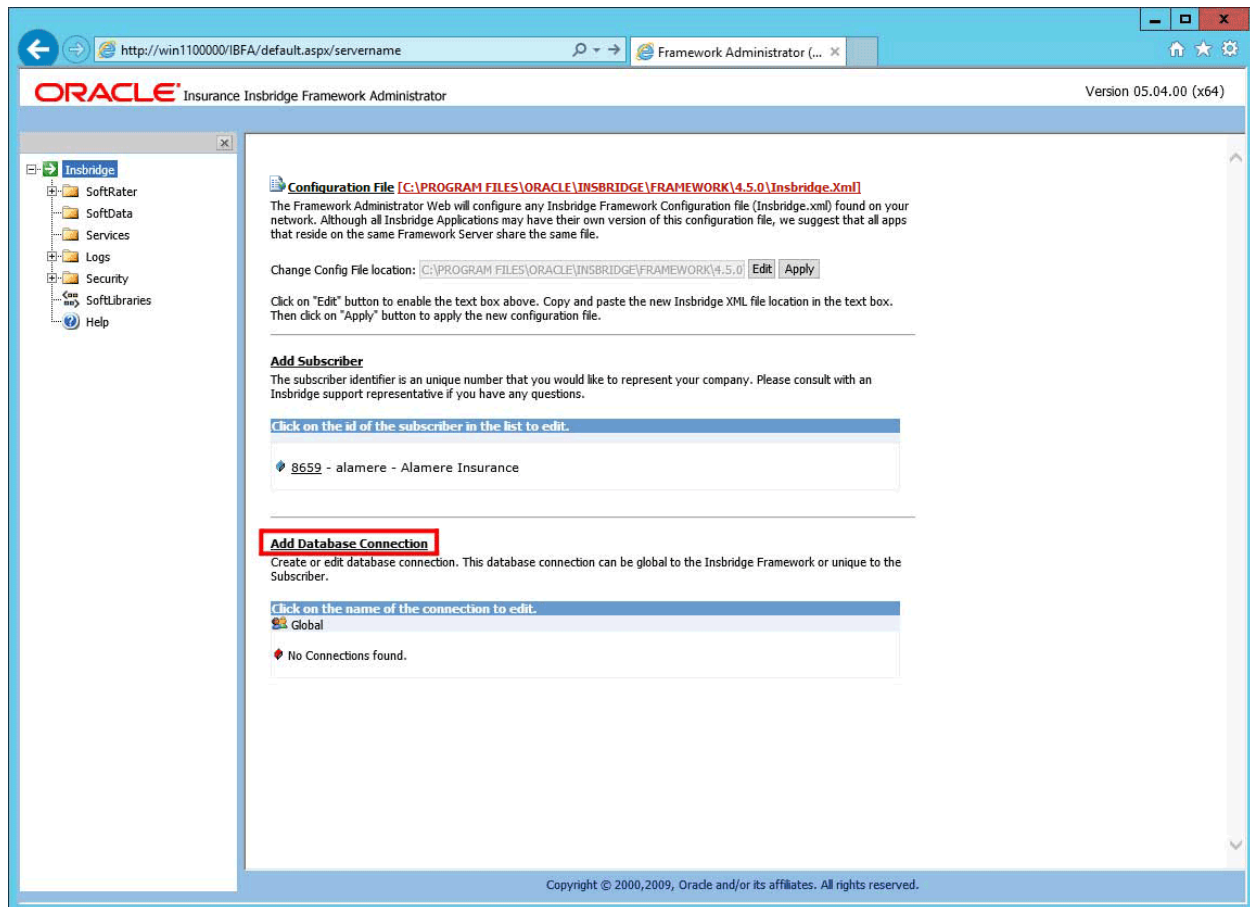 http://win1100000/IBFA/default.aspx/servername
Framework Administrator (...
ORACLE Insurance Insbridge Framework Administrator
Version 05.04.00 (x64)
Insbridge
SoftRater
SoftData
Services
Logs
Security
SoftLibraries
Help
Configuration File [C:\PROGRAM FILES\ORACLE\INSBRIDGE\FRAMEWORK\4.5.0\Insbridge.Xml]
The Framework Administrator Web will configure any Insbridge Framework Configuration file (Insbridge.xml) found on your
network. Although all Insbridge Applications may have their own version of this configuration file, we suggest that all apps
that reside on the same Framework Server share the same file.
Change Config File location: C:\PROGRAM FILES\ORACLE\INSBRIDGE\FRAMEWORK\4.5.0 Edit Apply
Click on "Edit" button to enable the text box above. Copy and paste the new Insbridge XML file location in the text box.
Then click on "Apply" button to apply the new configuration file.
Add Subscriber
The subscriber identifier is an unique number that you would like to represent your company. Please consult with an
Insbridge support representative if you have any questions.
Click on the id of the subscriber in the list to edit.
8659 - alamere - Alamere Insurance
Add Database Connection
Create or edit database connection. This database connection can be global to the Insbridge Framework or unique to the
Subscriber.
Click on the name of the connection to edit.
Global
No Connections found.
Copyright © 2000,2009, Oracle and/or its affiliates. All rights reserved.